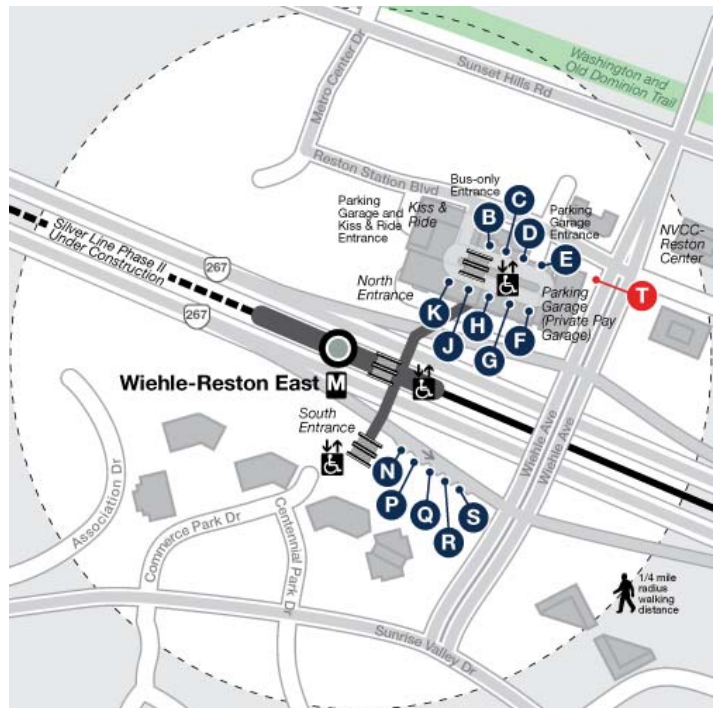 Washington and
Old Dominion Trail
Sunset Hills Rd
Metro Center Dr
Reston Station Blvd
Bus-only
Entrance
Parking
Garage and
Kiss & Ride
Entrance
Kiss &
Ride
B
C
D
E
Parking
Garage
Entrance
NVCC-
Reston
Center
T
Silver Line Phase II
Under Construction
267
267
North
Entrance
K
J
H
G
F
Parking
Garage
(Private Pay
Garage)
Wiehle-Reston East
M
South
Entrance
Wiehle Ave
Wiehle Ave
N
P
Q
R
S
Association Dr
Commerce Park Dr
Centennial Park Dr
Sunrise Valley Dr
1/4 mile
radius
walking
distance